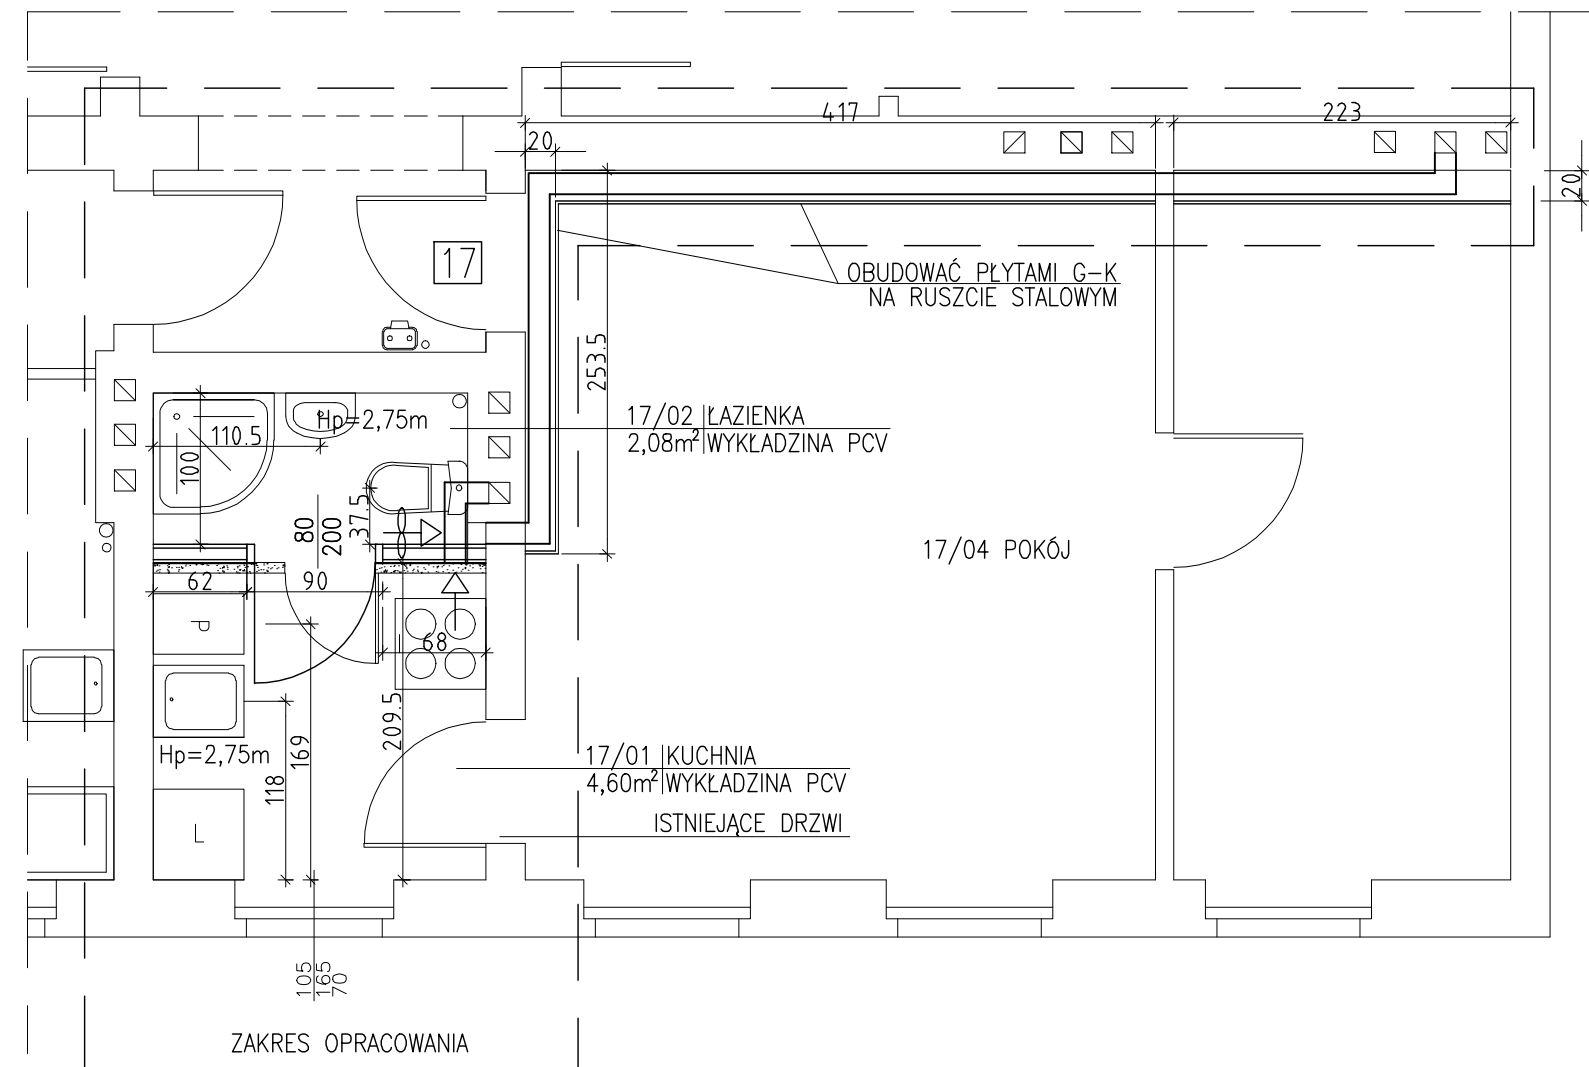 417
223
20
20
17
OBUDOWAĆ PŁYTAMI G-K
NA RUSZCIE STALOWYM
253.5
Hp=2,75m
17/02 ŁAZIENKA
2,08m² WYKŁADZINA PCV
110.5
100
80
200
37.5
17/04 POKÓJ
62
90
P
68
209.5
169
118
Hp=2,75m
17/01 KUCHNIA
4,60m² WYKŁADZINA PCV
ISTNIEJĄCE DRZWI
L
105
165
70
ZAKRES OPRACOWANIA